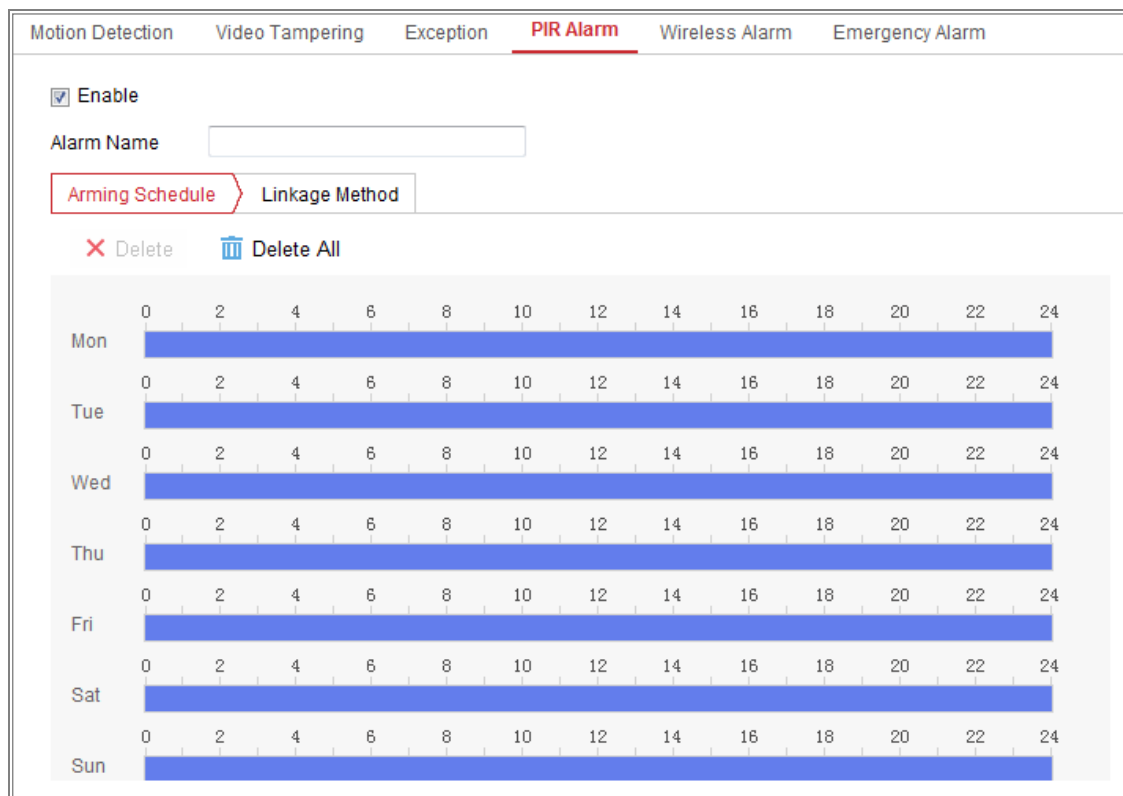 Motion Detection Video Tampering Exception PIR Alarm Wireless Alarm Emergency Alarm
Enable
Alarm Name
Arming Schedule Linkage Method
Delete Delete All
0 2 4 6 8 10 12 14 16 18 20 22 24
Mon
0 2 4 6 8 10 12 14 16 18 20 22 24
Tue
0 2 4 6 8 10 12 14 16 18 20 22 24
Wed
0 2 4 6 8 10 12 14 16 18 20 22 24
Thu
0 2 4 6 8 10 12 14 16 18 20 22 24
Fri
0 2 4 6 8 10 12 14 16 18 20 22 24
Sat
0 2 4 6 8 10 12 14 16 18 20 22 24
Sun